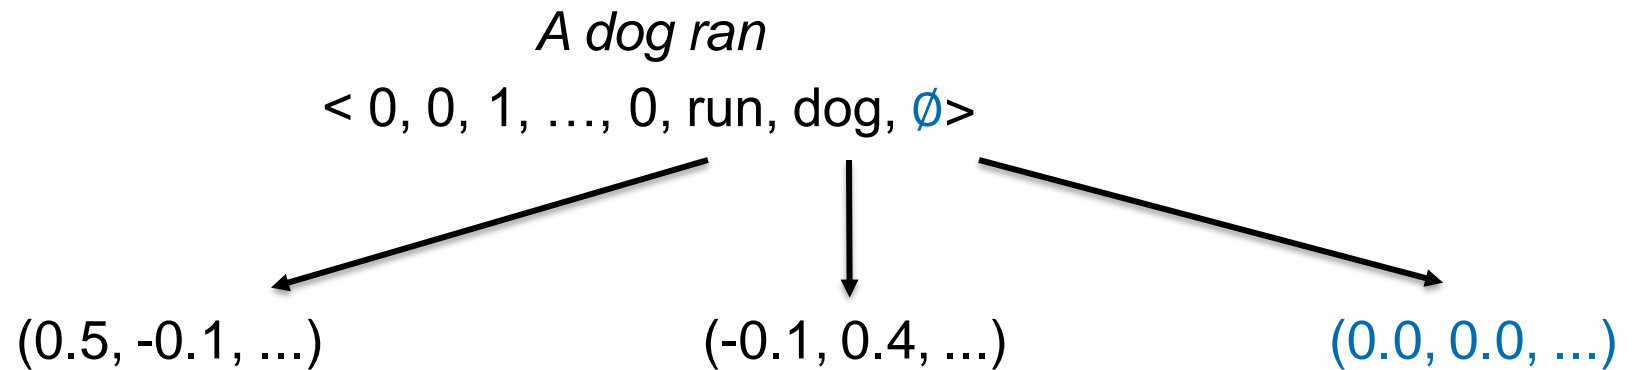 A dog ran
< 0, 0, 1, …, 0, run, dog, ∅>
(0.5, -0.1, ...)
(-0.1, 0.4, ...)
(0.0, 0.0, ...)